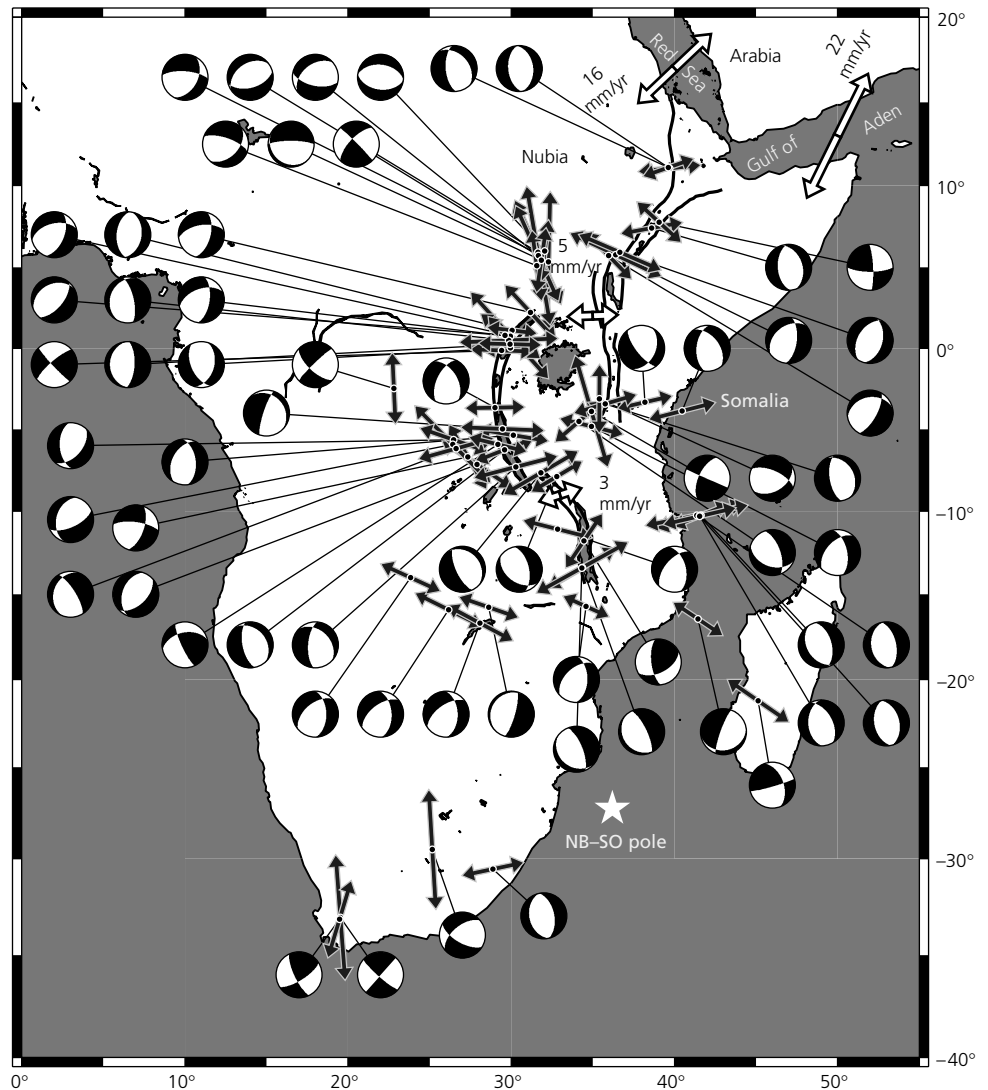 20°
Red
Sea
Arabia
22
mm/yr
16
mm/yr
Aden
Gulf of
Nubia
10°
5
mm/yr
0°
Somalia
3
mm/yr
−10°
−20°
NB–SO pole
−30°
−40°
0°
10°
20°
30°
40°
50°